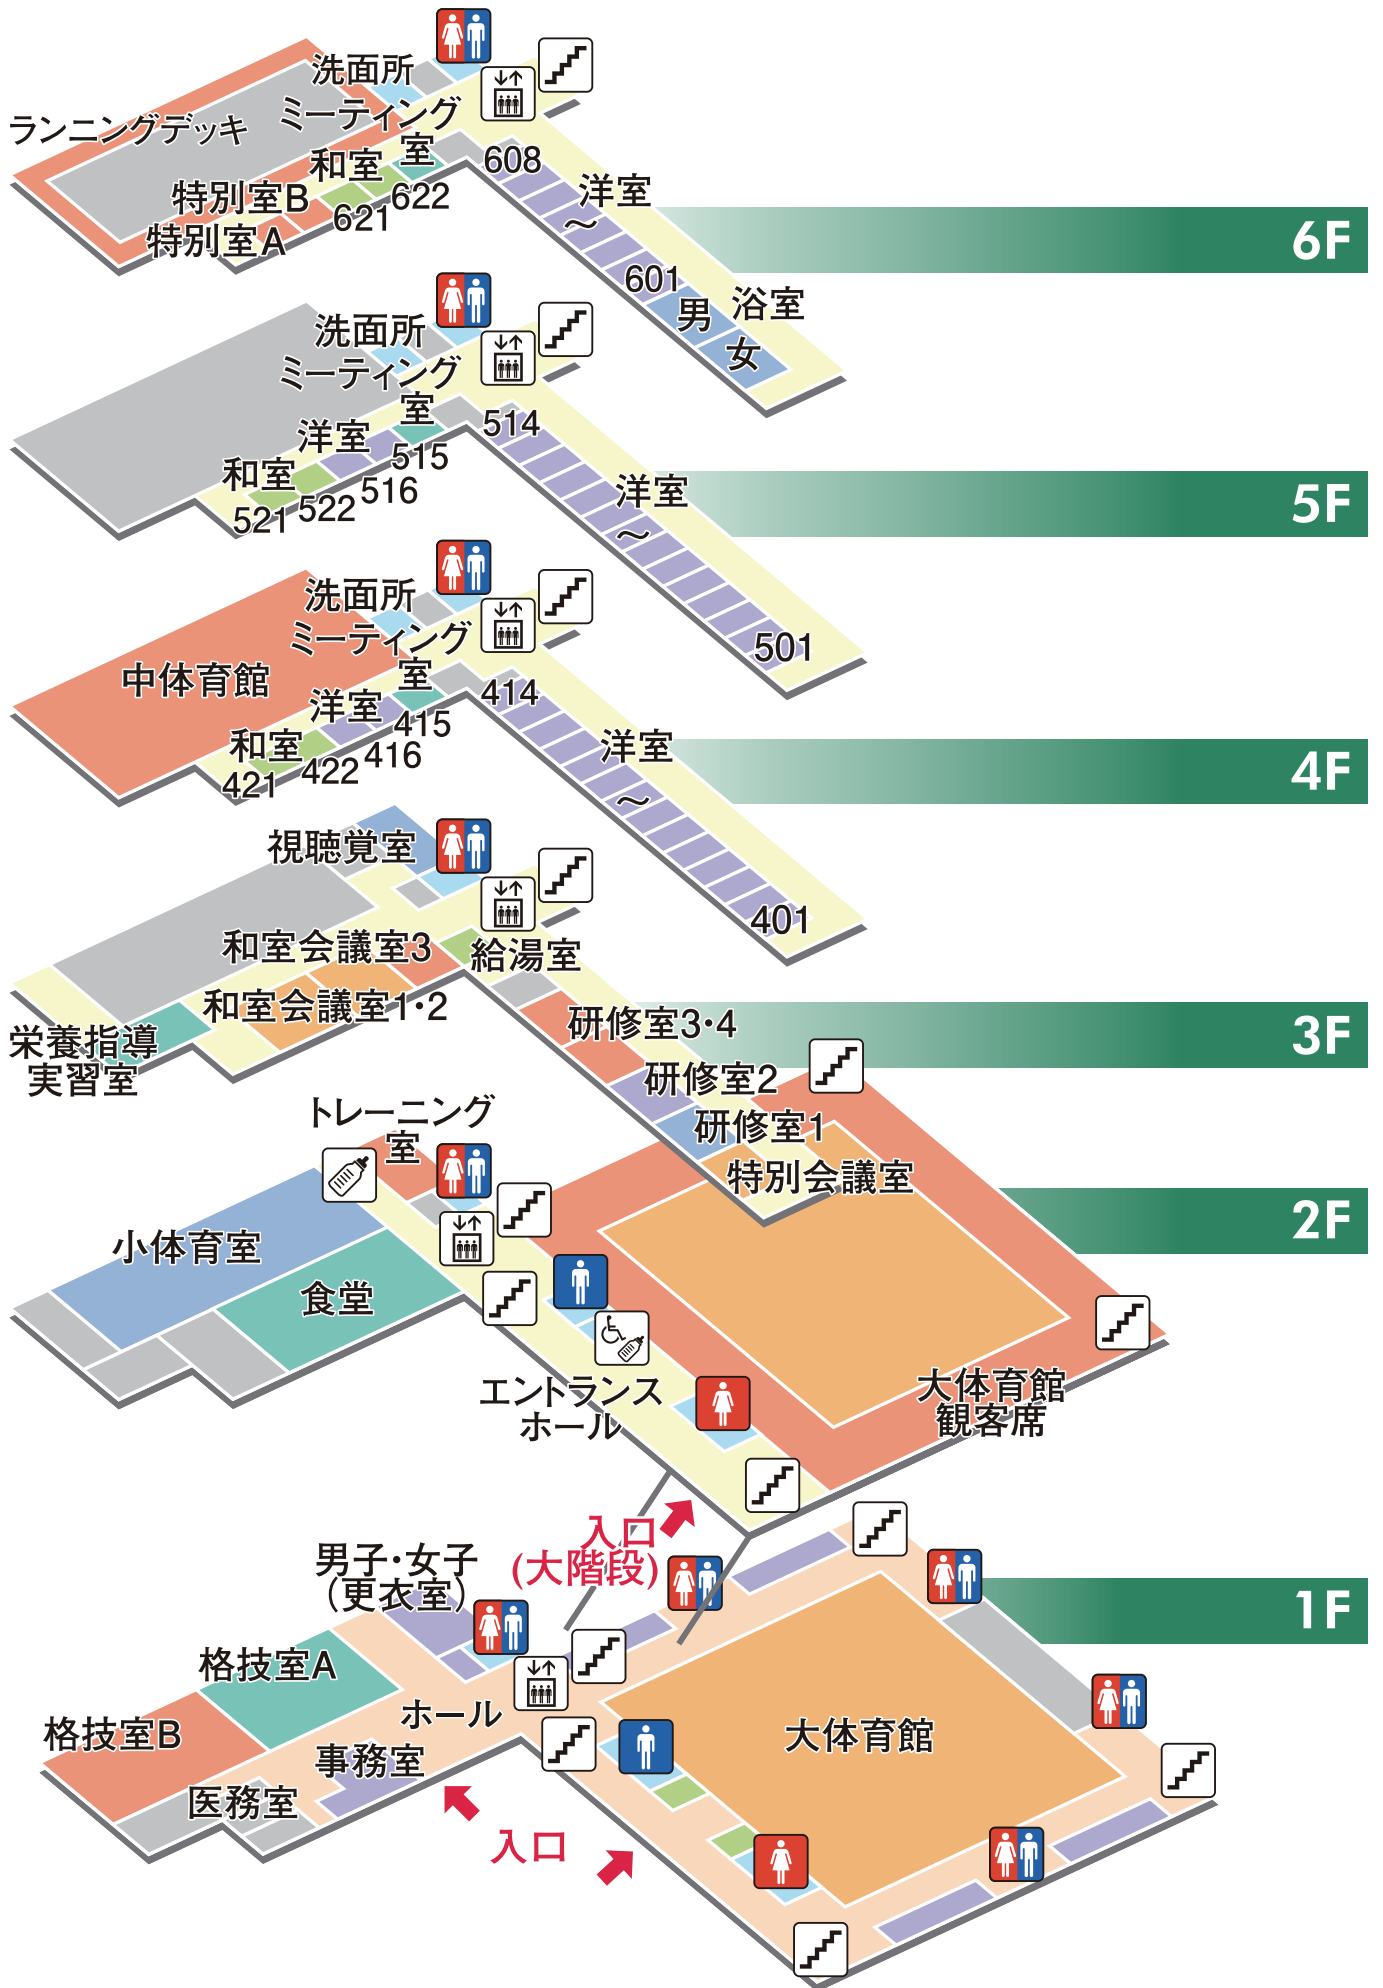 洗面所
ミーティング
室
ランニングデッキ
和室
622
621
特別室B
特別室A
608
洋室
〜
601
男
女
浴室
6F
洗面所
ミーティング
室
洋室
515
516
和室
522
521
514
洋室
〜
501
5F
洗面所
ミーティング
室
中体育館
洋室
415
416
和室
422
421
414
洋室
〜
401
4F
視聴覚室
和室会議室3
給湯室
和室会議室1・2
栄養指導
実習室
研修室3・4
研修室2
研修室1
特別会議室
3F
トレーニング
室
小体育室
食堂
エントランス
ホール
大体育館
観客席
2F
入口
(大階段)
男子・女子
(更衣室)
格技室A
格技室B
ホール
事務室
医務室
大体育館
入口
1F